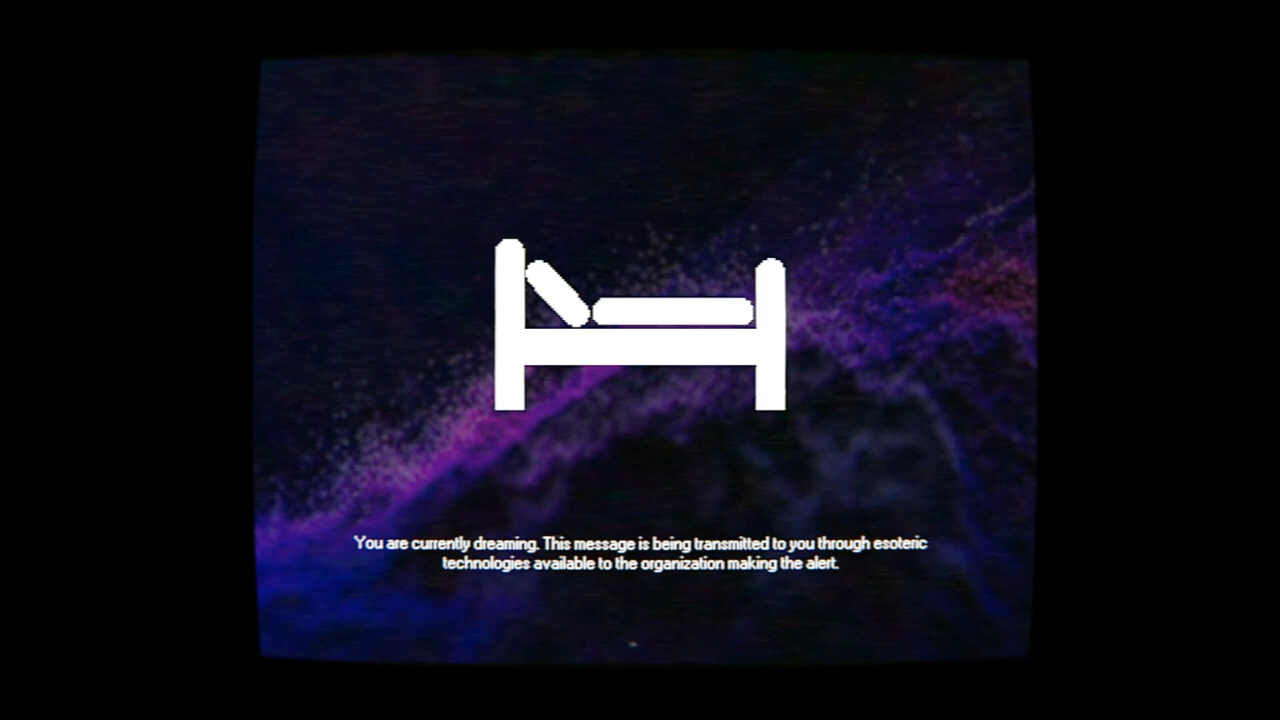 You are currently dreaming. This message is being transmitted to you through esoteric
technologies available to the organization making the alert.